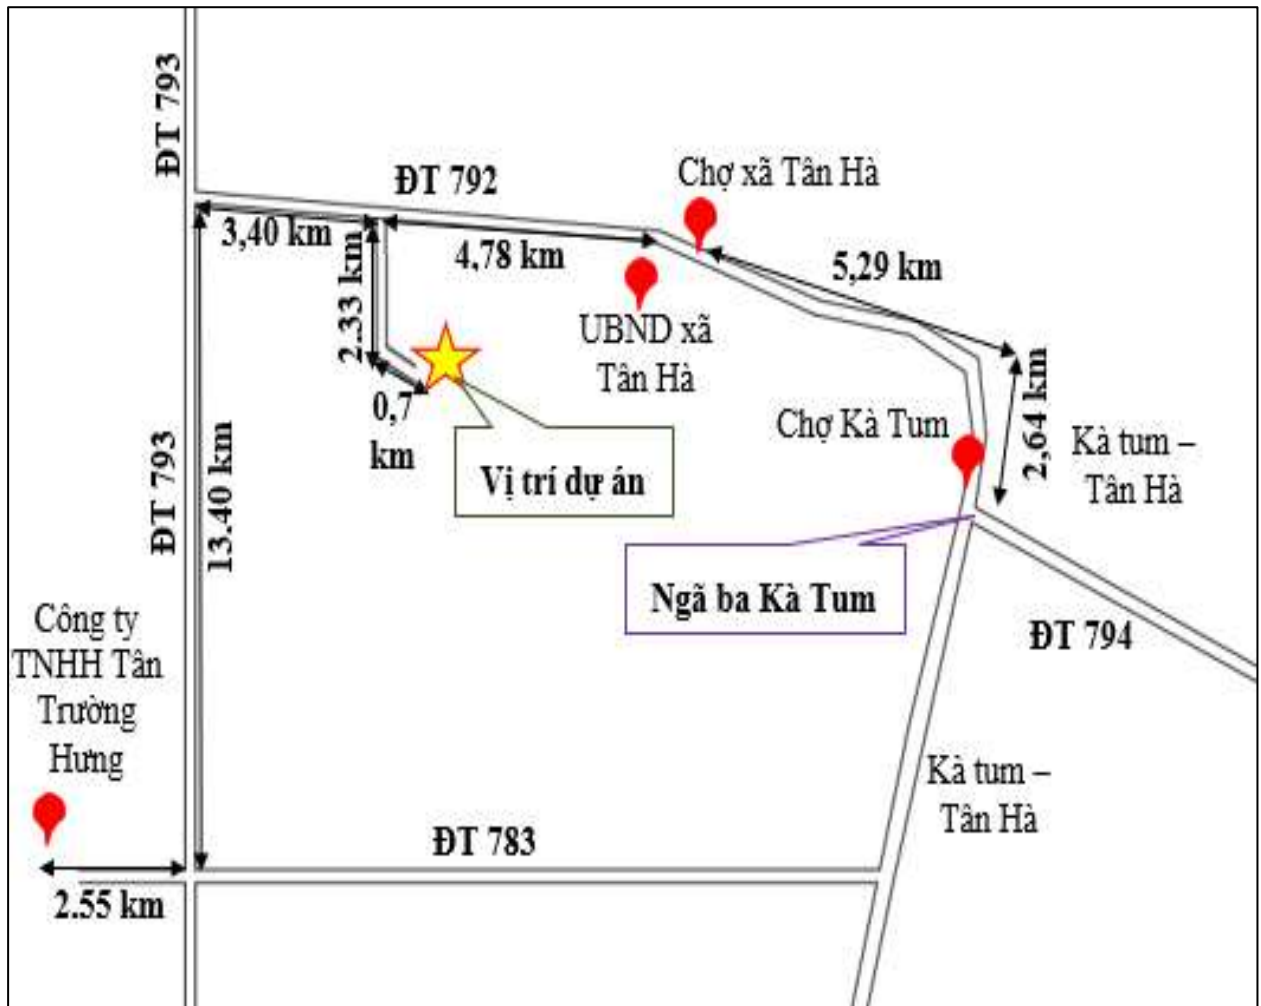 ĐT 793
ĐT 792
Chợ xã Tân Hà
3,40 km
4,78 km
5,29 km
2.33 km
UBND xã
Tân Hà
0,7
km
Vị trí dự án
Chợ Kà Tum
2,64 km
Kà tum –
Tân Hà
ĐT 793
13.40 km
Ngã ba Kà Tum
ĐT 794
Công ty
TNHH Tân
Trường
Hưng
Kà tum –
Tân Hà
ĐT 783
2.55 km